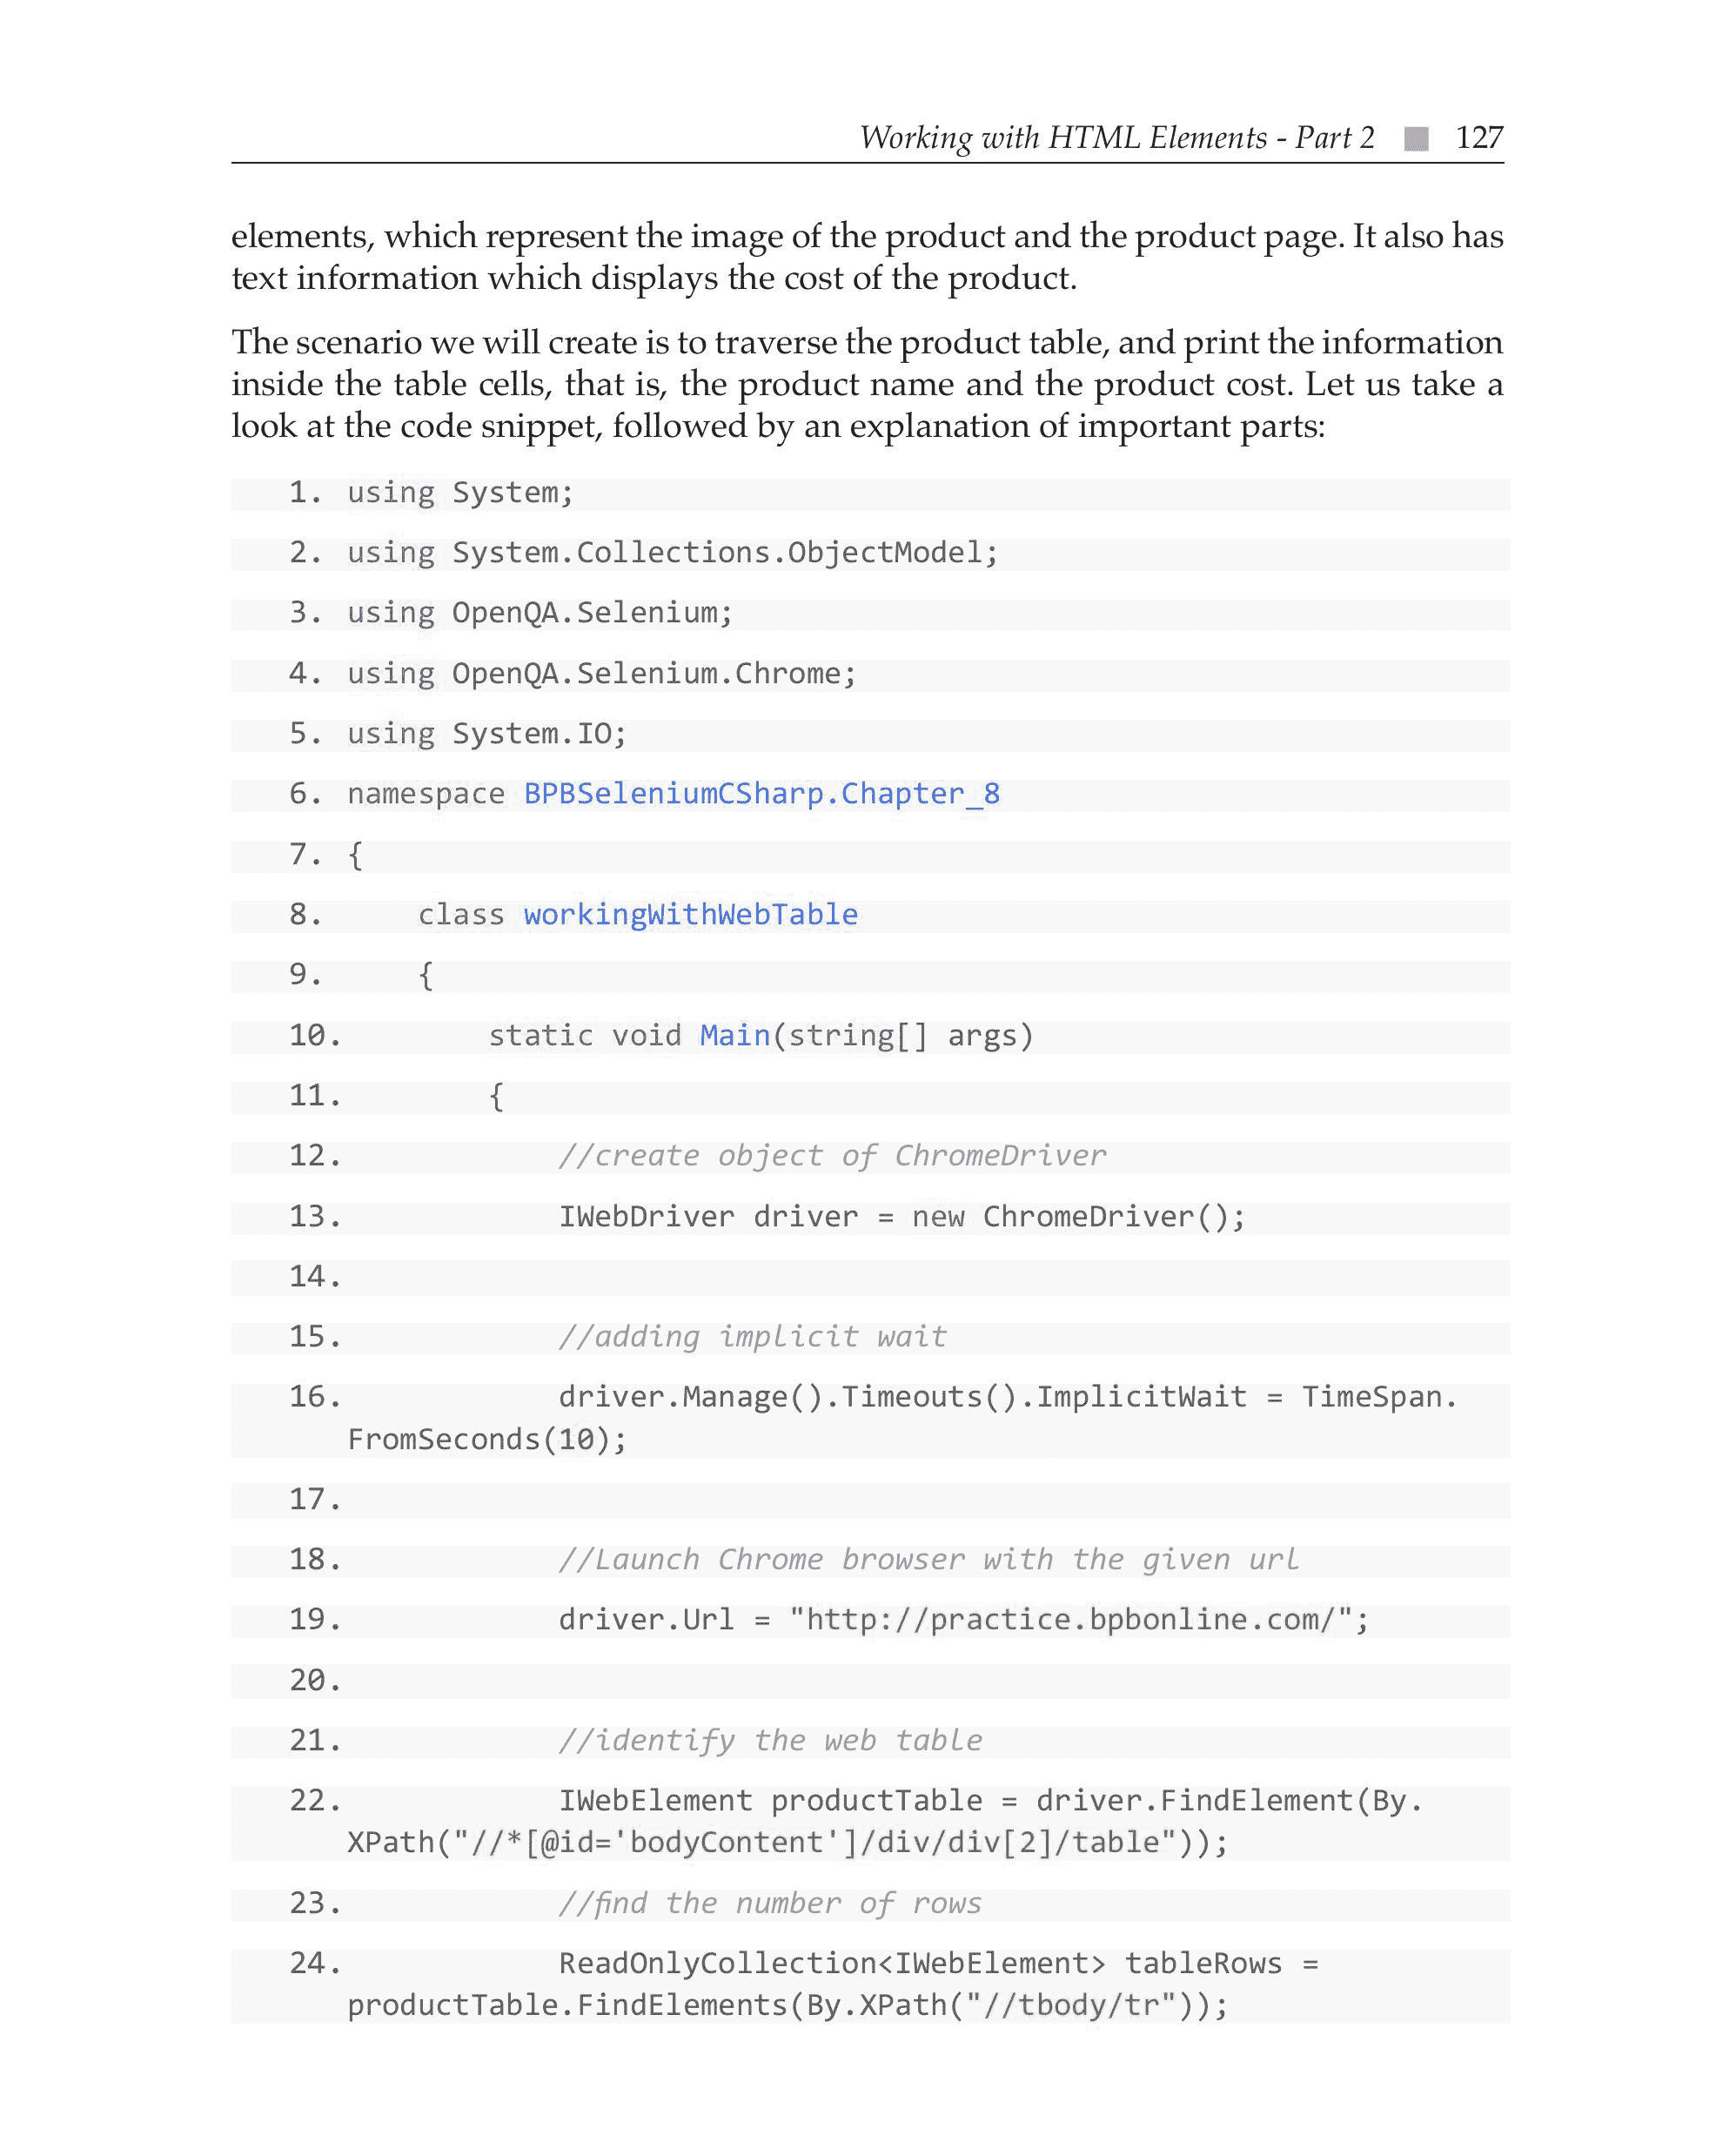 Working with HTML Elements - Part 2 127
elements, which represent the image of the product and the product page. It also has
text information which displays the cost of the product.
The scenario we will create is to traverse the product table, and print the information
inside the table cells, that is, the product name and the product cost. Let us take a
look at the code snippet, followed by an explanation of important parts:
1. using System;
2. using System.Collections.ObjectModel;
3. using OpenQA.Selenium;
4. using OpenQA.Selenium.Chrome;
5. using System.IO;
6. namespace BPBSeleniumCSharp.Chapter_8
7. {
8. class workingWithWebTable
9. {
10. static void Main(string[] args)
11. {
12. //create object of ChromeDriver
13. IWebDriver driver = new ChromeDriver();
14.
15. //adding implicit wait
16. driver.Manage().Timeouts().ImplicitWait = TimeSpan.
FromSeconds(10);
17.
18. //Launch Chrome browser with the given url
19. driver.Url = "http://practice.bpbonline.com/";
20.
21. //identify the web table
22. IWebElement productTable = driver.FindElement(By.
XPath("//*[@id='bodyContent']/div/div[2]/table"));
23. //find the number of rows
24. ReadOnlyCollection<IWebElement> tableRows =
productTable.FindElements(By.XPath("//tbody/tr"));